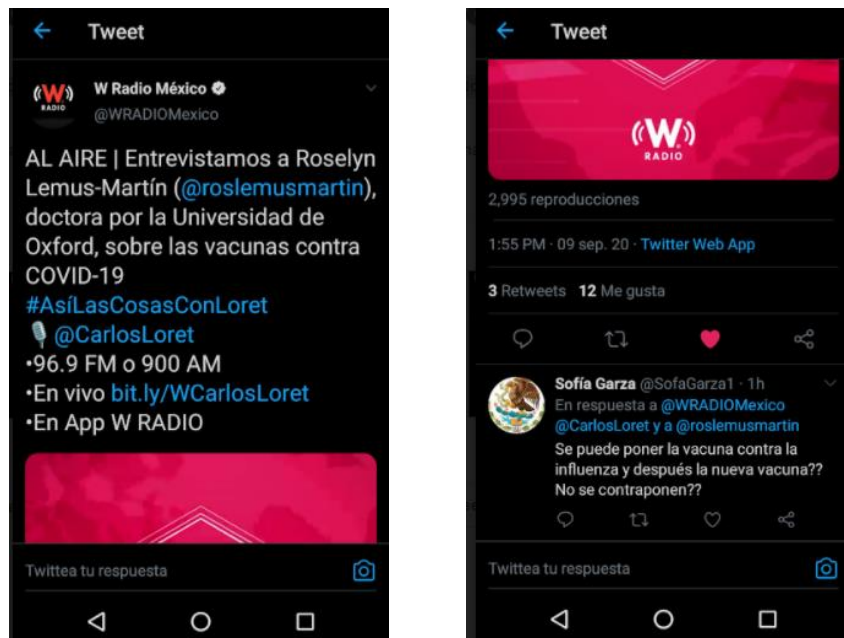 Tweet
W Radio México
@WRADIOMexico
AL AIRE | Entrevistamos a Roselyn
Lemus-Martín (@roslemusmartin),
doctora por la Universidad de
Oxford, sobre las vacunas contra
COVID-19
#AsíLasCosasConLoret
@CarlosLoret
•96.9 FM o 900 AM
•En vivo bit.ly/WCarlosLoret
•En App W RADIO
Twittea tu respuesta
Tweet
W
RADIO
2,995 reproducciones
1:55 PM · 09 sep. 20 · Twitter Web App
3 Retweets 12 Me gusta
Sofía Garza @SofaGarza1 · 1h
En respuesta a @WRADIOMexico
@CarlosLoret y a @roslemusmartin
Se puede poner la vacuna contra la
influenza y después la nueva vacuna??
No se contraponen??
Twittea tu respuesta